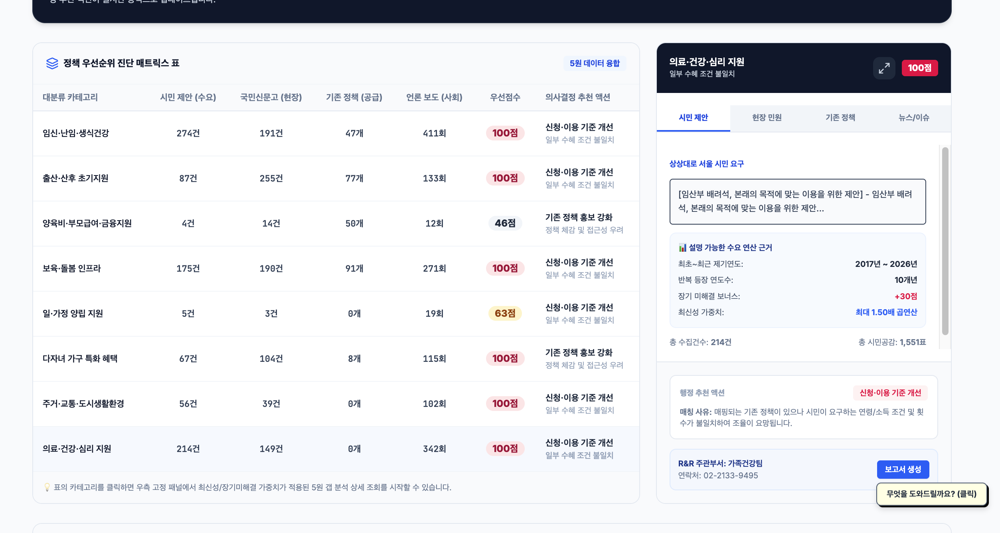 정책 우선순위 진단 매트릭스 표
5원 데이터 융합
대분류 카테고리 시민 제안 (수요) 국민신문고 (현장) 기존 정책 (공급) 언론 보도 (사회) 우선점수 의사결정 추천 액션
임신·난임·생식건강 274건 191건 47개 411회 100점 신청·이용 기준 개선
일부 수혜 조건 불일치
출산·산후 초기지원 87건 255건 77개 133회 100점 신청·이용 기준 개선
일부 수혜 조건 불일치
양육비·부모급여·금융지원 4건 14건 50개 12회 46점 기존 정책 홍보 강화
정책 체감 및 접근성 우려
보육·돌봄 인프라 175건 190건 91개 271회 100점 신청·이용 기준 개선
일부 수혜 조건 불일치
일·가정 양립 지원 5건 3건 0개 19회 63점 신청·이용 기준 개선
일부 수혜 조건 불일치
다자녀 가구 특화 혜택 67건 104건 8개 115회 100점 기존 정책 홍보 강화
정책 체감 및 접근성 우려
주거·교통·도시생활환경 56건 39건 0개 102회 100점 신청·이용 기준 개선
일부 수혜 조건 불일치
의료·건강·심리 지원 214건 149건 0개 342회 100점 신청·이용 기준 개선
일부 수혜 조건 불일치
표의 카테고리를 클릭하면 우측 고정 패널에서 최신성/장기미해결 가중치가 적용된 5원 갭 분석 상세 조회를 시작할 수 있습니다.
의료·건강·심리 지원
일부 수혜 조건 불일치
100점
시민 제안 현장 민원 기존 정책 뉴스/이슈
상상대로 서울 시민 요구
[임산부 배려석, 본래의 목적에 맞는 이용을 위한 제안] - 임산부 배려
석, 본래의 목적에 맞는 이용을 위한 제안...
설명 가능한 수요 연산 근거
최초~최근 제기연도: 2017년 ~ 2026년
반복 등장 연도수: 10개년
장기 미해결 보너스: +30점
최신성 가중치: 최대 1.50배 곱연산
총 수집건수: 214건 총 시민공감: 1,551표
행정 추천 액션 신청·이용 기준 개선
매칭 사유: 매핑되는 기존 정책이 있으나 시민이 요구하는 연령/소득 조건 및 횟
수가 불일치하여 조율이 요망됩니다.
R&R 주관부서: 가족건강팀
연락처: 02-2133-9495
보고서 생성
무엇을 도와드릴까요? (클릭)